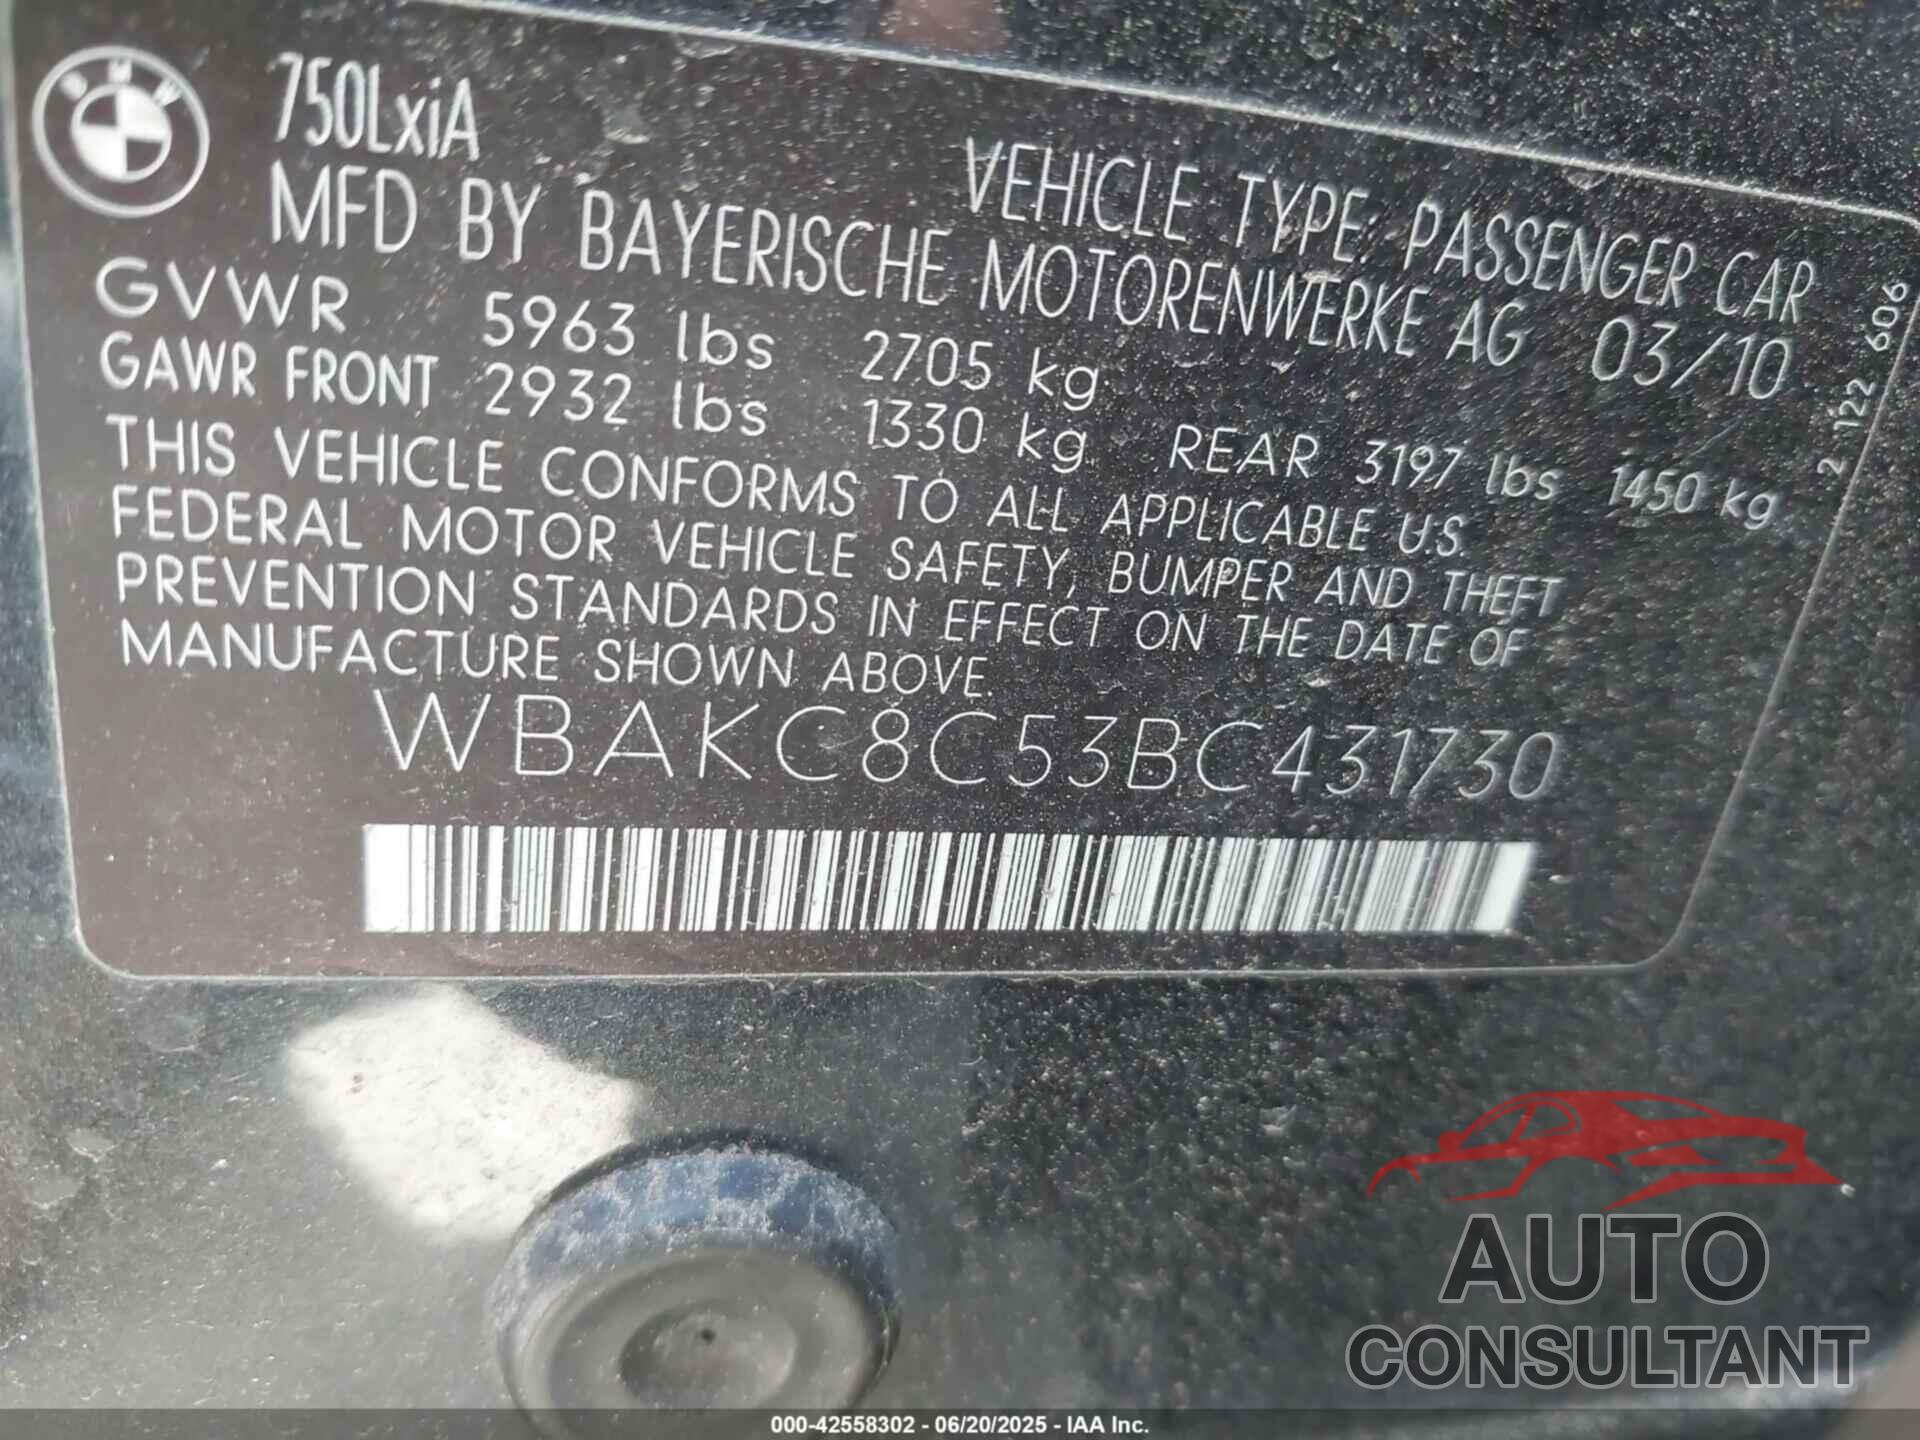 BMW
750LxiA
VEHICLE TYPE: PASSENGER CAR
MFD BY BAYERISCHE MOTORENWERKE AG 03/10
GVWR 5963 lbs 2705 kg
GAWR FRONT 2932 lbs 1330 kg REAR 3197 lbs 1450 kg
THIS VEHICLE CONFORMS TO ALL APPLICABLE U.S.
FEDERAL MOTOR VEHICLE SAFETY, BUMPER AND THEFT
PREVENTION STANDARDS IN EFFECT ON THE DATE OF
MANUFACTURE SHOWN ABOVE.
WBAKC8C53BC431730
2 122 606
AUTO
CONSULTANT
000-42558302 - 06/20/2025 - IAA Inc.